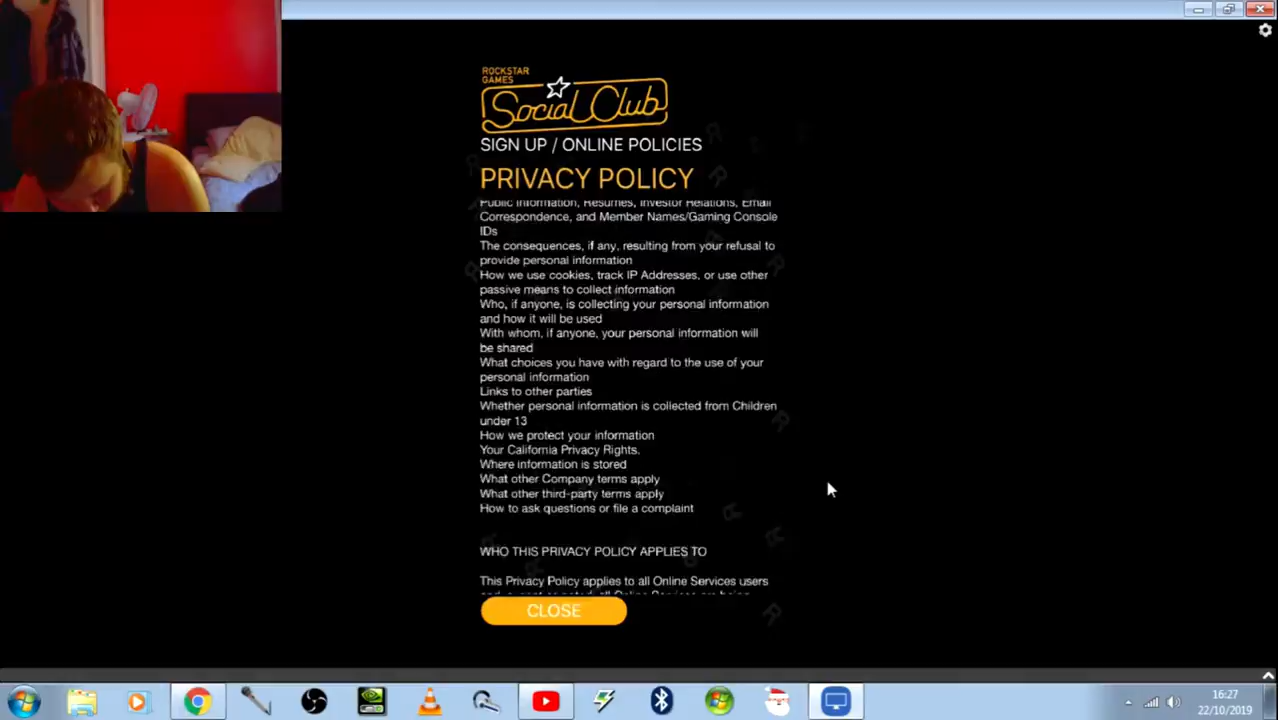 ROCKSTAR
GAMES
Social Club
SIGN UP / ONLINE POLICIES
PRIVACY POLICY
Public Information, Resumes, Investor Relations, Email
Correspondence, and Member Names/Gaming Console
IDs
The consequences, if any, resulting from your refusal to
provide personal information
How we use cookies, track IP Addresses, or use other
passive means to collect information
Who, if anyone, is collecting your personal information
and how it will be used
With whom, if anyone, your personal information will
be shared
What choices you have with regard to the use of your
personal information
Links to other parties
Whether personal information is collected from Children
under 13
How we protect your information
Your California Privacy Rights.
Where information is stored
What other Company terms apply
What other third-party terms apply
How to ask questions or file a complaint
WHO THIS PRIVACY POLICY APPLIES TO
This Privacy Policy applies to all Online Services users
all Online Services are being
CLOSE
16:27
22/10/2019